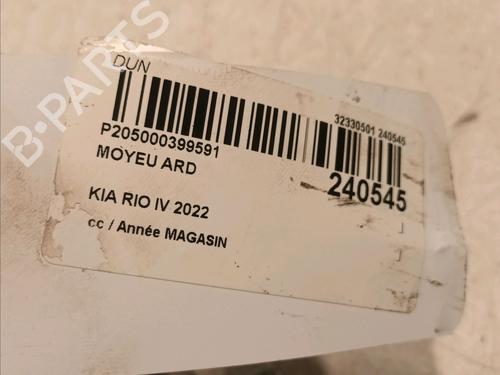 DUN
32330501 240545
P205000399591
MOYEU ARD
240545
KIA RIO IV 2022
cc / Année MAGASIN
B-PARTS